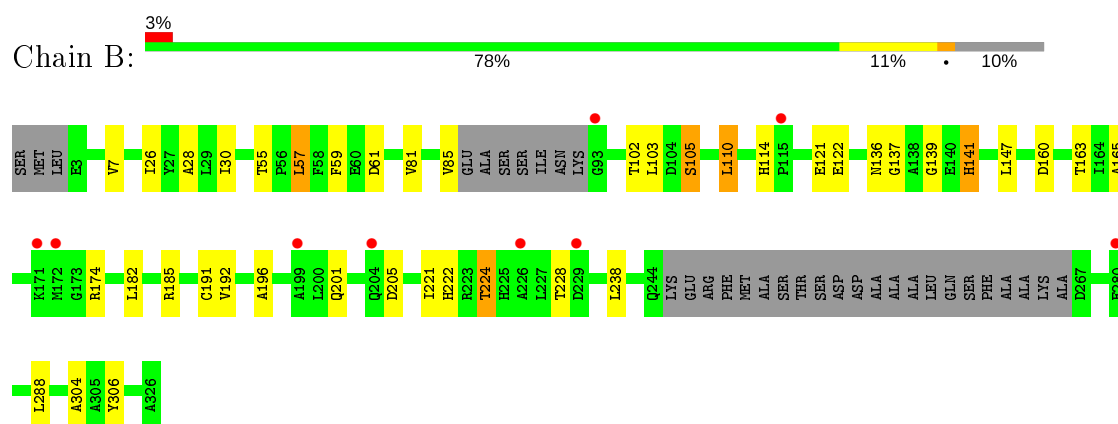 3%
Chain B:
78% 11% • 10%
SER MET LEU E3 V7 I26 Y27 A28 L29 I30 T55 P56 L57 F58 F59 E60 D61 V81 V85 GLU ALA SER SER ILE ASN LYS G93 T102 L103 D104 S105 L110 H114 P115 E121 E122 N136 G137 A138 G139 E140 H141 L147 D160 T163 I164 A165
K171 M172 G173 R174 L182 R185 C191 V192 A196 A199 L200 Q201 Q204 D205 I221 H222 R223 T224 H225 A226 L227 T228 D229 L238 Q244 LYS GLU ARG PHE MET ALA SER THR SER ASP ASP ALA ALA ALA LEU GLN SER PHE ALA ALA LYS ALA D267 E280
L288 A304 A305 Y306 A326